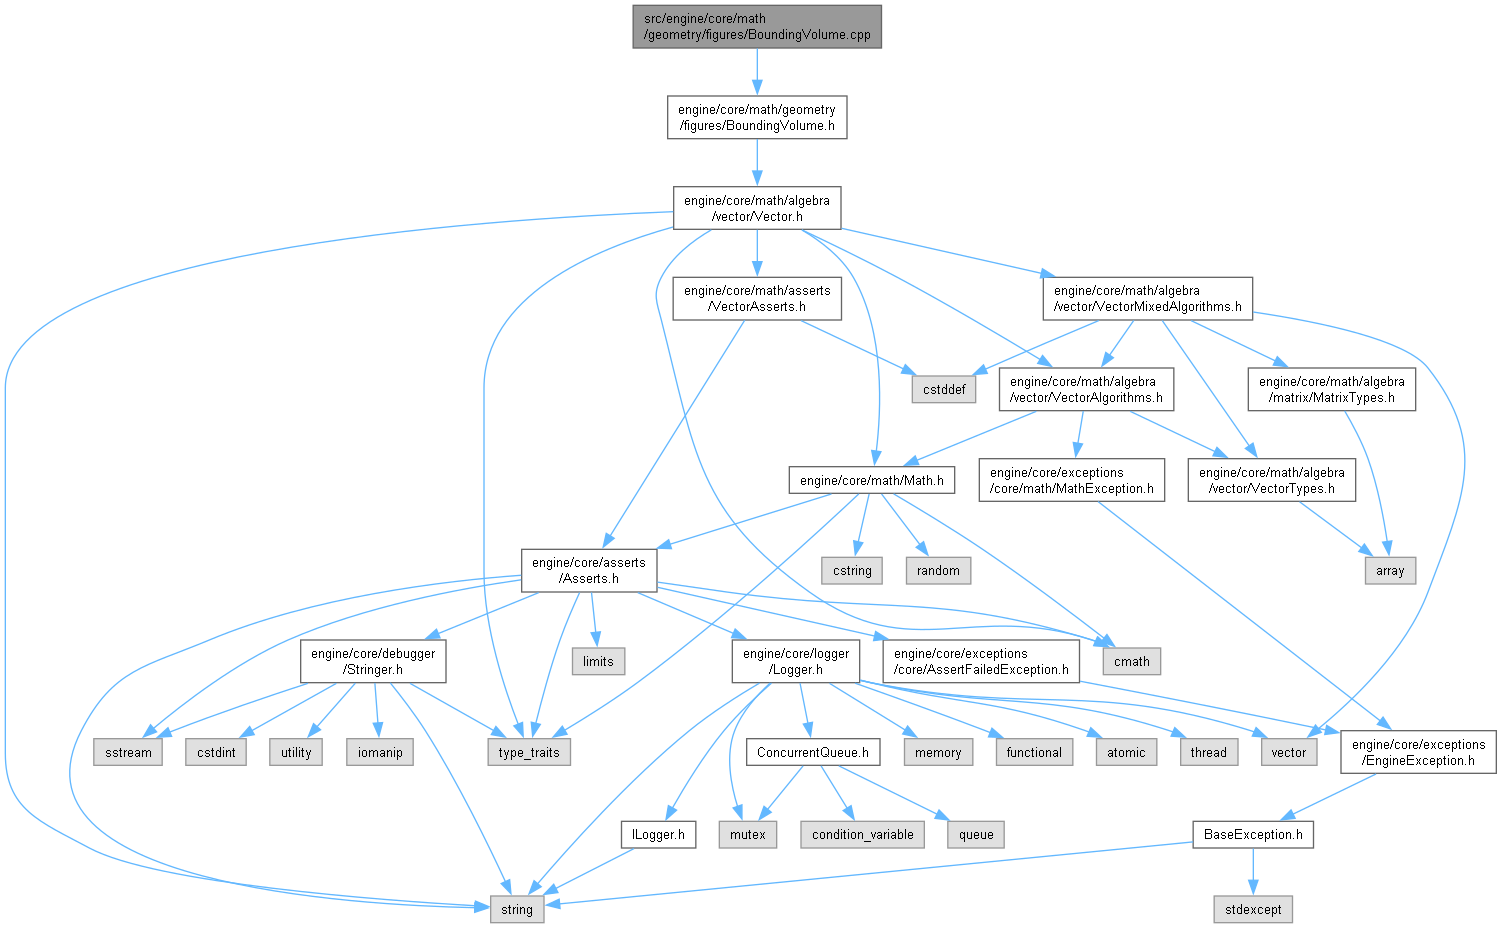 src/engine/core/math
/geometry/figures/BoundingVolume.cpp
engine/core/math/geometry
/figures/BoundingVolume.h
engine/core/math/algebra
/vector/Vector.h
engine/core/math/asserts
/VectorAsserts.h
engine/core/math/algebra
/vector/VectorMixedAlgorithms.h
cstddef
engine/core/math/algebra
/vector/VectorAlgorithms.h
engine/core/math/algebra
/matrix/MatrixTypes.h
engine/core/math/Math.h
engine/core/exceptions
/core/math/MathException.h
engine/core/math/algebra
/vector/VectorTypes.h
engine/core/asserts
/Asserts.h
cstring
random
array
engine/core/debugger
/Stringer.h
limits
engine/core/logger
/Logger.h
engine/core/exceptions
/core/AssertFailedException.h
cmath
sstream
cstdint
utility
iomanip
type_traits
ConcurrentQueue.h
memory
functional
atomic
thread
vector
engine/core/exceptions
/EngineException.h
ILogger.h
mutex
condition_variable
queue
BaseException.h
string
stdexcept